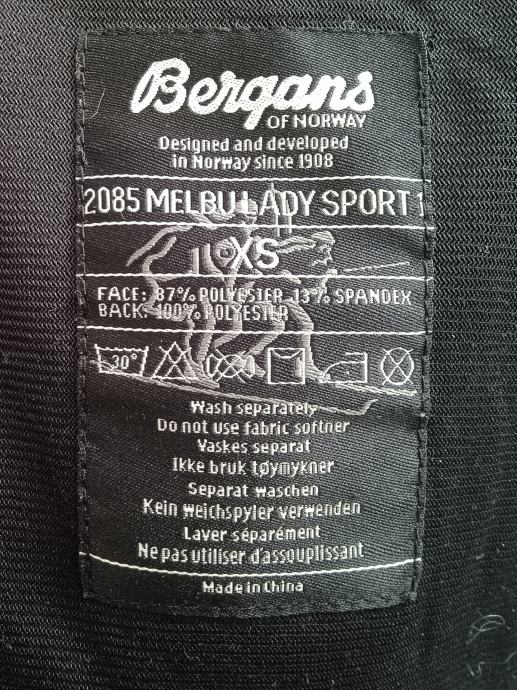 Bergans
OF NORWAY
Designed and developed
in Norway since 1908
2085 MELBU LADY SPORT 1
XS
FACE: 87% POLYESTER 13% SPANDEX
BACK: 100% POLYESTER
30°
Wash separately
Do not use fabric softner
Vaskes separat
Ikke bruk tøymykner
Separat waschen
Kein weichspyler verwenden
Laver séparément
Ne pas utiliser d'assouplissant
Made in China